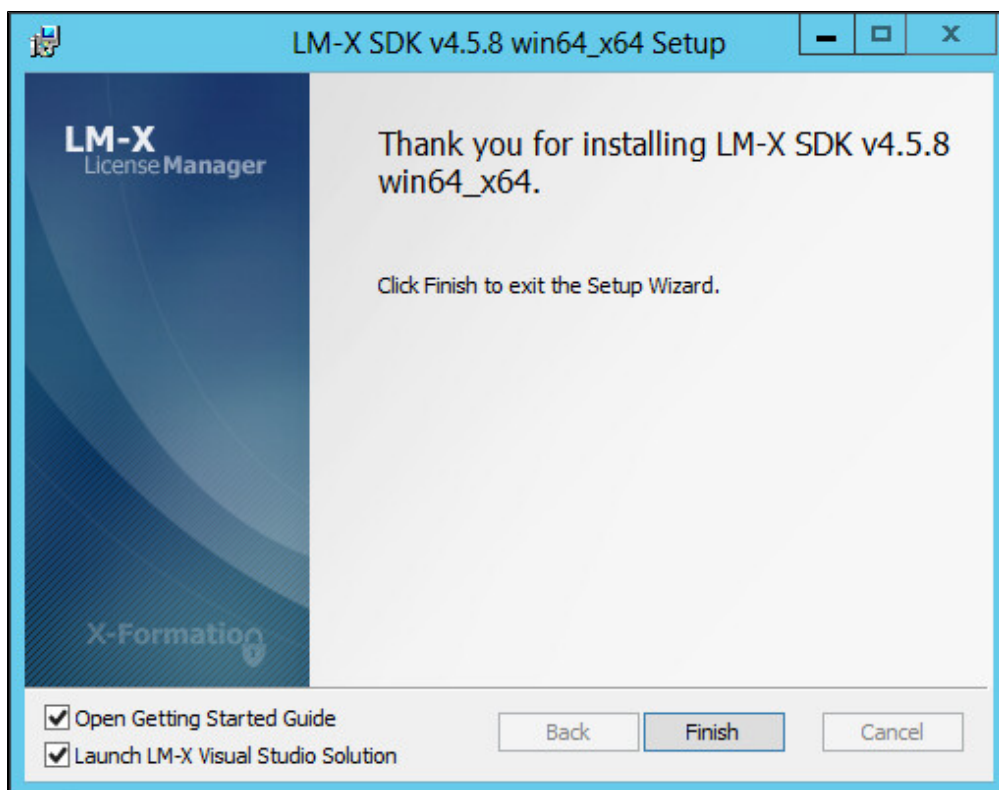 LM-X SDK v4.5.8 win64_x64 Setup
LM-X
License Manager
Thank you for installing LM-X SDK v4.5.8
win64_x64.
Click Finish to exit the Setup Wizard.
X-Formation
Open Getting Started Guide
Launch LM-X Visual Studio Solution
Back
Finish
Cancel